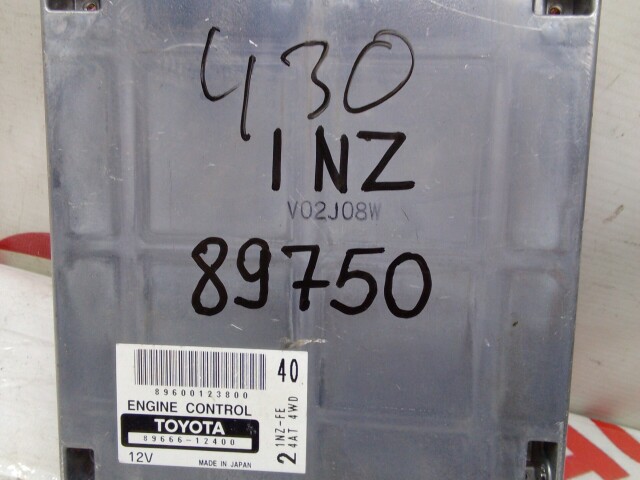 430
1NZ
V02J08W
89750
40
89600123800
ENGINE CONTROL
TOYOTA
89666-12400
12V MADE IN JAPAN
2 1NZ-FE
4AT 4WD